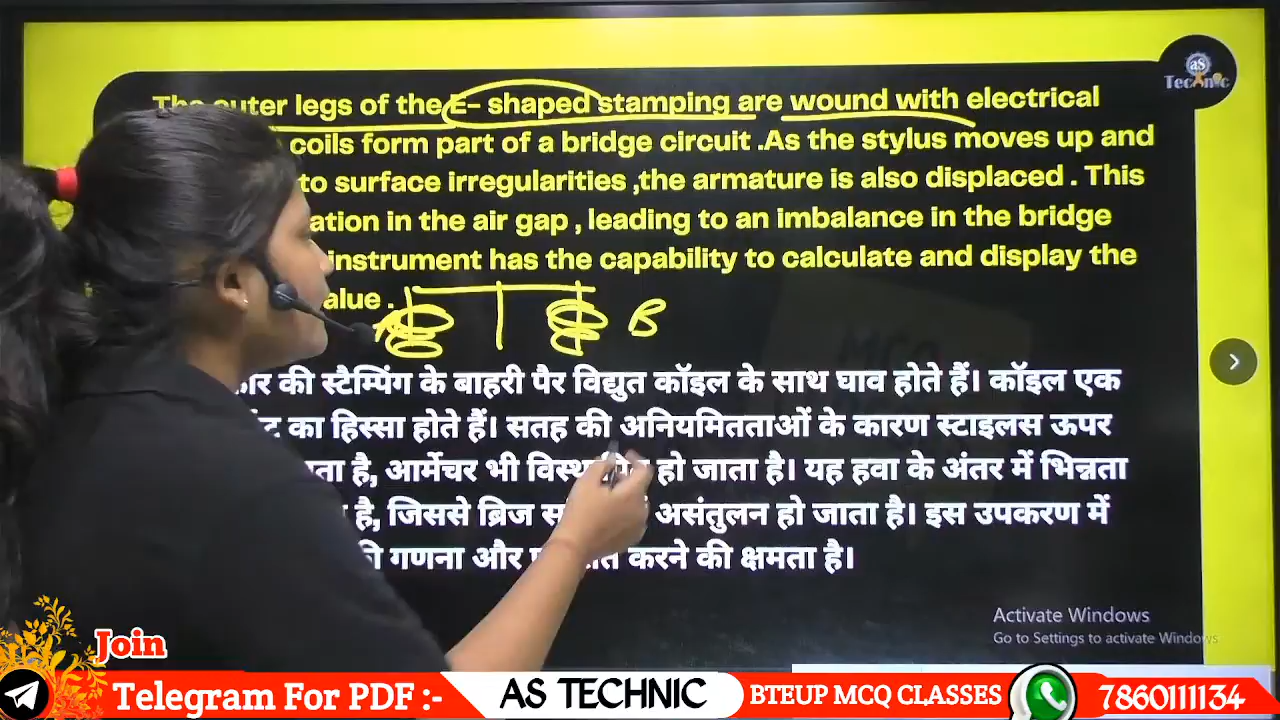 aS
Technic
The outer legs of the E- shaped stamping are wound with electrical
coils form part of a bridge circuit .As the stylus moves up and
to surface irregularities ,the armature is also displaced . This
in the air gap , leading to an imbalance in the bridge
instrument has the capability to calculate and display the
B
की स्टैम्पिंग के बाहरी पैर विद्युत कॉइल के साथ घाव होते हैं। कॉइल एक
का हिस्सा होते हैं। सतह की अनियमितताओं के कारण स्टाइलस ऊपर
है, आर्मेचर भी हो जाता है। यह हवा के अंतर में भिन्नता
है, जिससे ब्रिज असंतुलन हो जाता है। इस उपकरण में
गणना और करने की क्षमता है।
Activate Windows
Go to Settings to activate Windows
Join
Telegram For PDF :-
AS TECHNIC
BTEUP MCQ CLASSES
7860111134